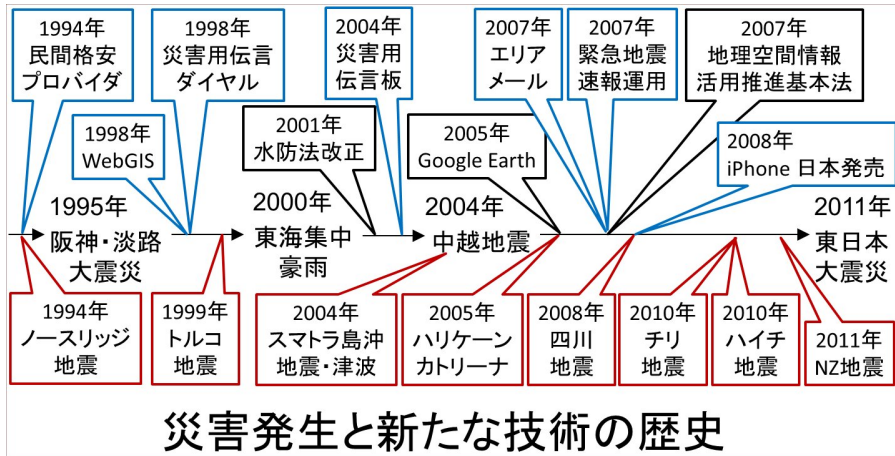 1994年
民間格安
プロバイダ
1998年
災害用伝言
ダイヤル
2004年
災害用
伝言板
2007年
エリア
メール
2007年
緊急地震
速報運用
2007年
地理空間情報
活用推進基本法
1998年
WebGIS
2001年
水防法改正
2005年
Google Earth
2008年
iPhone 日本発売
1995年
阪神・淡路
大震災
2000年
東海集中
豪雨
2004年
中越地震
2011年
東日本
大震災
1994年
ノースリッジ
地震
1999年
トルコ
地震
2004年
スマトラ島沖
地震・津波
2005年
ハリケーン
カトリーナ
2008年
四川
地震
2010年
チリ
地震
2010年
ハイチ
地震
2011年
NZ地震
災害発生と新たな技術の歴史